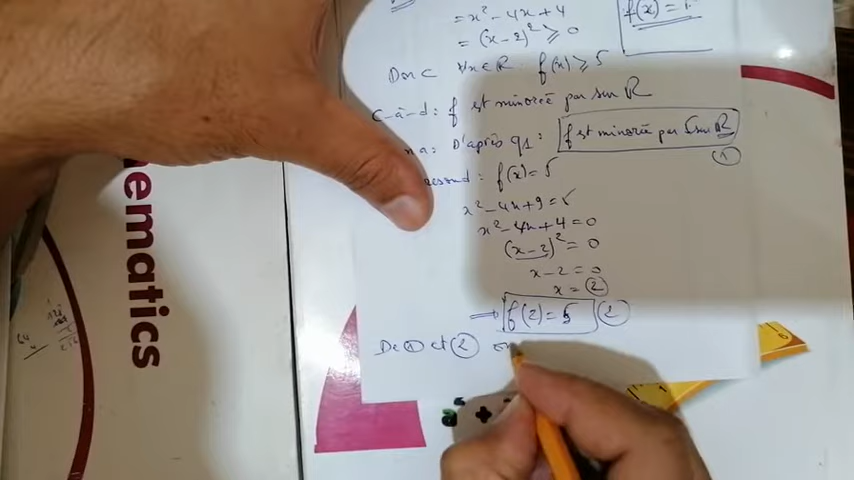 = x² - 4x + 4
f(x) =
= (x-2)² ⩾ 0
Donc ∀x∈ℝ: f(x) ⩾ 5
c-à-d: f est minorée par sur ℝ
a: D'après q1: f est minorée par 5 sur ℝ
①
f(x) = 5
x² - 4x + 9 = 5
x² - 4x + 4 = 0
(x-2)² = 0
x - 2 = 0
x = ②
→ f(2) = 5 ②
De ① et ② on
ematics